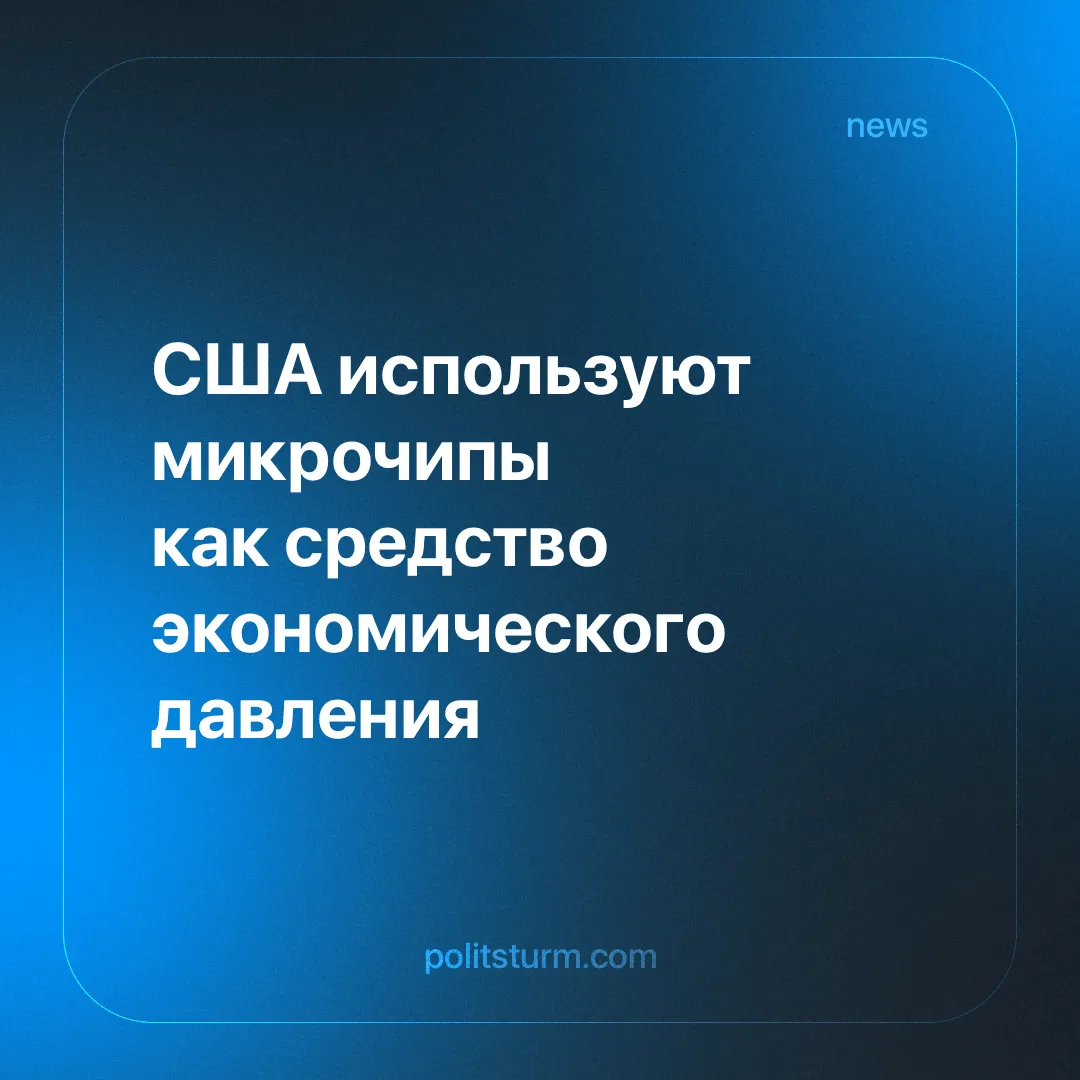 news
США используют
микрочипы
как средство
экономического
давления
politsturm.com